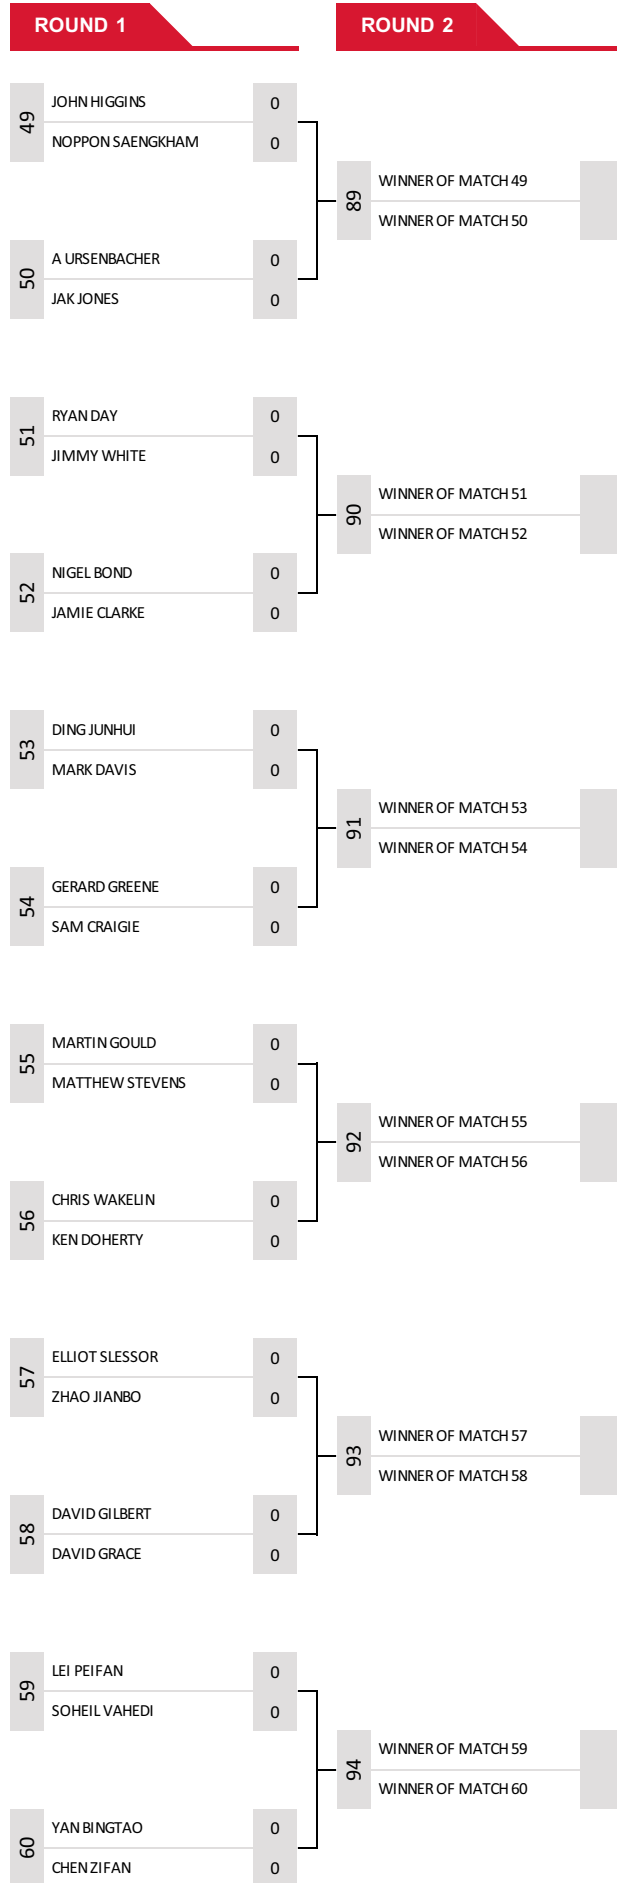 ROUND 1
ROUND 2
49
JOHN HIGGINS 0
NOPPON SAENGKHAM 0
89
WINNER OF MATCH 49
WINNER OF MATCH 50
50
A URSENBACHER 0
JAK JONES 0
51
RYAN DAY 0
JIMMY WHITE 0
90
WINNER OF MATCH 51
WINNER OF MATCH 52
52
NIGEL BOND 0
JAMIE CLARKE 0
53
DING JUNHUI 0
MARK DAVIS 0
91
WINNER OF MATCH 53
WINNER OF MATCH 54
54
GERARD GREENE 0
SAM CRAIGIE 0
55
MARTIN GOULD 0
MATTHEW STEVENS 0
92
WINNER OF MATCH 55
WINNER OF MATCH 56
56
CHRIS WAKELIN 0
KEN DOHERTY 0
57
ELLIOT SLESSOR 0
ZHAO JIANBO 0
93
WINNER OF MATCH 57
WINNER OF MATCH 58
58
DAVID GILBERT 0
DAVID GRACE 0
59
LEI PEIFAN 0
SOHEIL VAHEDI 0
94
WINNER OF MATCH 59
WINNER OF MATCH 60
60
YAN BINGTAO 0
CHEN ZIFAN 0